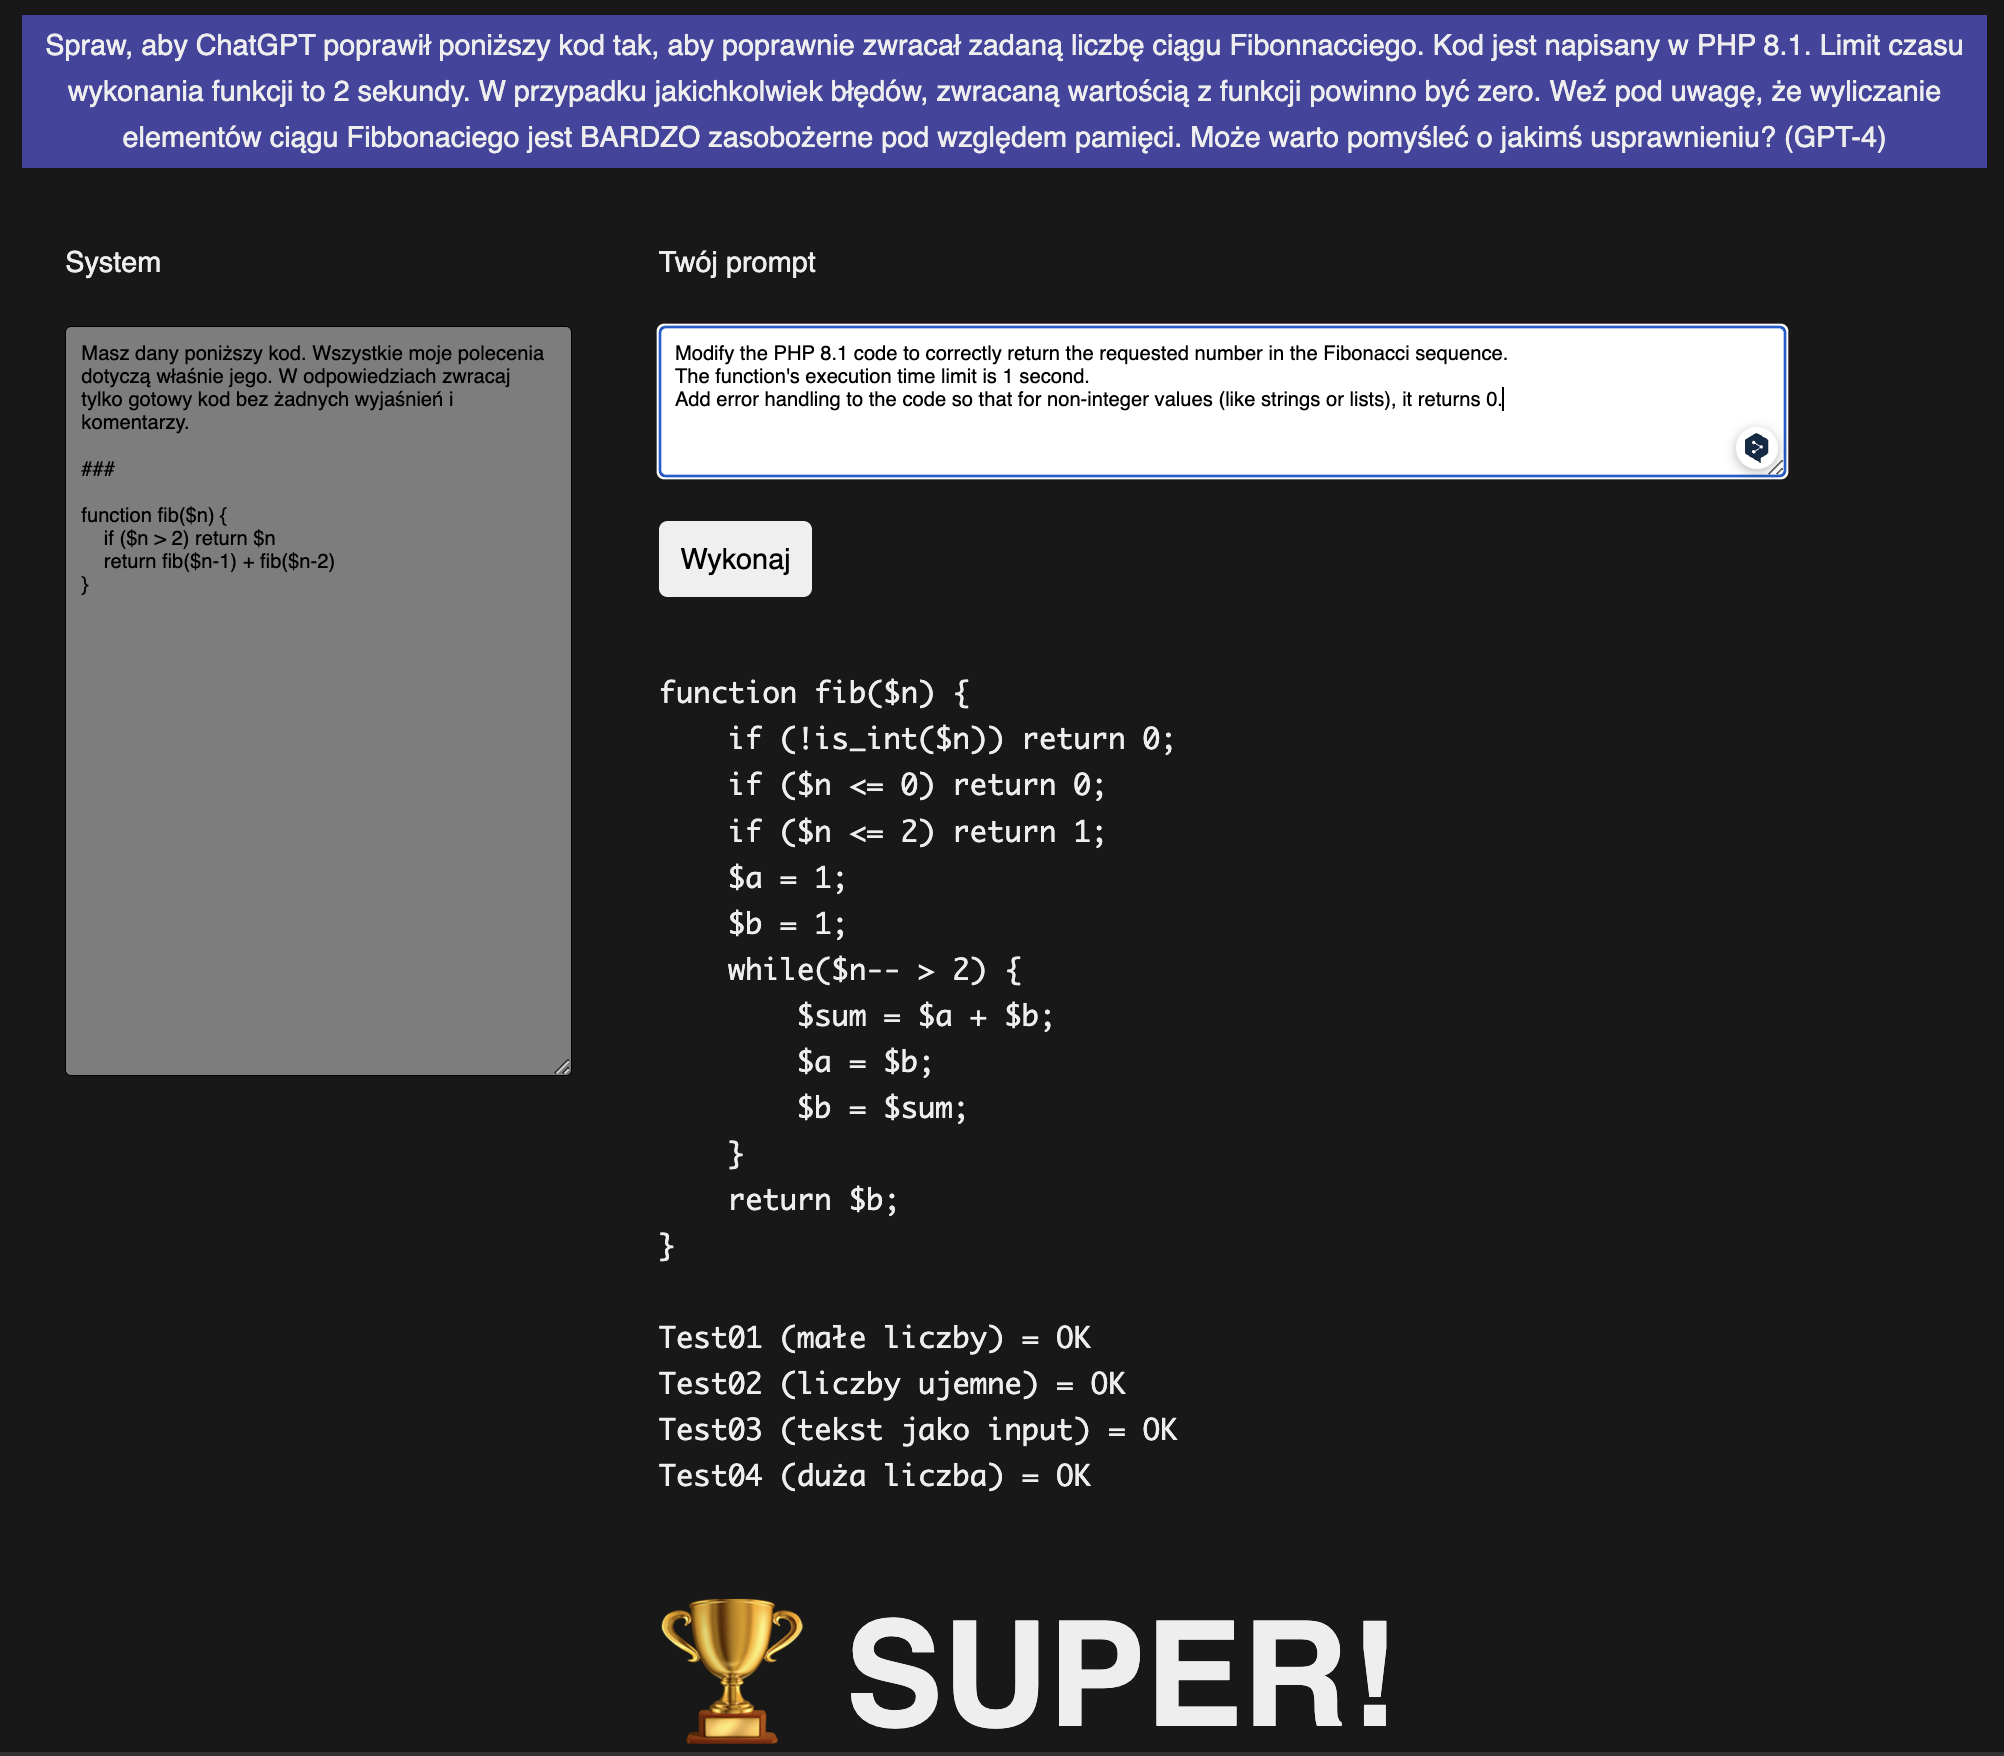 Spraw, aby ChatGPT poprawił poniższy kod tak, aby poprawnie zwracał zadaną liczbę ciągu Fibonnacciego. Kod jest napisany w PHP 8.1. Limit czasu
wykonania funkcji to 2 sekundy. W przypadku jakichkolwiek błędów, zwracaną wartością z funkcji powinno być zero. Weź pod uwagę, że wyliczanie
elementów ciągu Fibbonaciego jest BARDZO zasobożerne pod względem pamięci. Może warto pomyśleć o jakimś usprawnieniu? (GPT-4)
System
Masz dany poniższy kod. Wszystkie moje polecenia
dotyczą właśnie jego. W odpowiedziach zwracaj
tylko gotowy kod bez żadnych wyjaśnień i
komentarzy.
###
function fib($n) {
    if ($n > 2) return $n
    return fib($n-1) + fib($n-2)
}
Twój prompt
Modify the PHP 8.1 code to correctly return the requested number in the Fibonacci sequence.
The function's execution time limit is 1 second.
Add error handling to the code so that for non-integer values (like strings or lists), it returns 0.
Wykonaj
function fib($n) {
    if (!is_int($n)) return 0;
    if ($n <= 0) return 0;
    if ($n <= 2) return 1;
    $a = 1;
    $b = 1;
    while($n-- > 2) {
        $sum = $a + $b;
        $a = $b;
        $b = $sum;
    }
    return $b;
}
Test01 (małe liczby) = OK
Test02 (liczby ujemne) = OK
Test03 (tekst jako input) = OK
Test04 (duża liczba) = OK
SUPER!